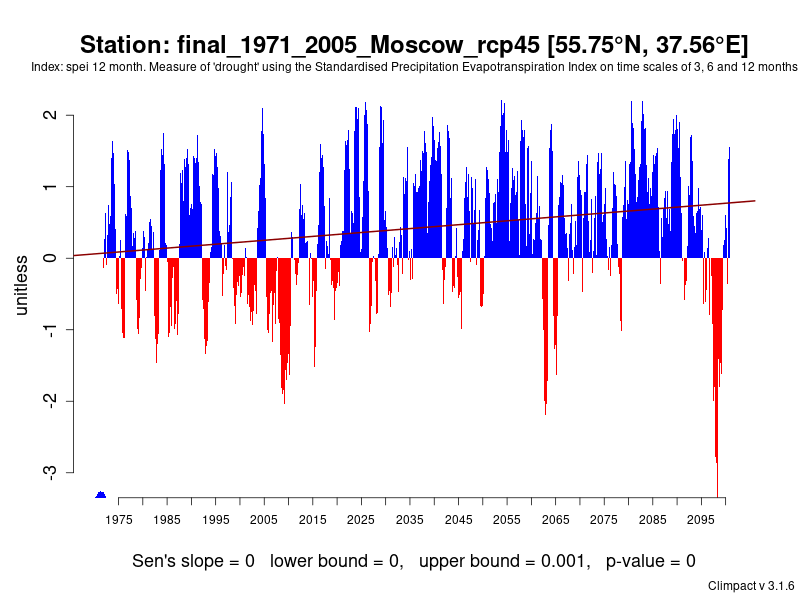 Station: final_1971_2005_Moscow_rcp45 [55.75°N, 37.56°E]
Index: spei 12 month. Measure of 'drought' using the Standardised Precipitation Evapotranspiration Index on time scales of 3, 6 and 12 months
2
1
0
-1
-2
-3
unitless
1975 1985 1995 2005 2015 2025 2035 2045 2055 2065 2075 2085 2095
Sen's slope = 0 lower bound = 0, upper bound = 0.001, p-value = 0
Climpact v 3.1.6